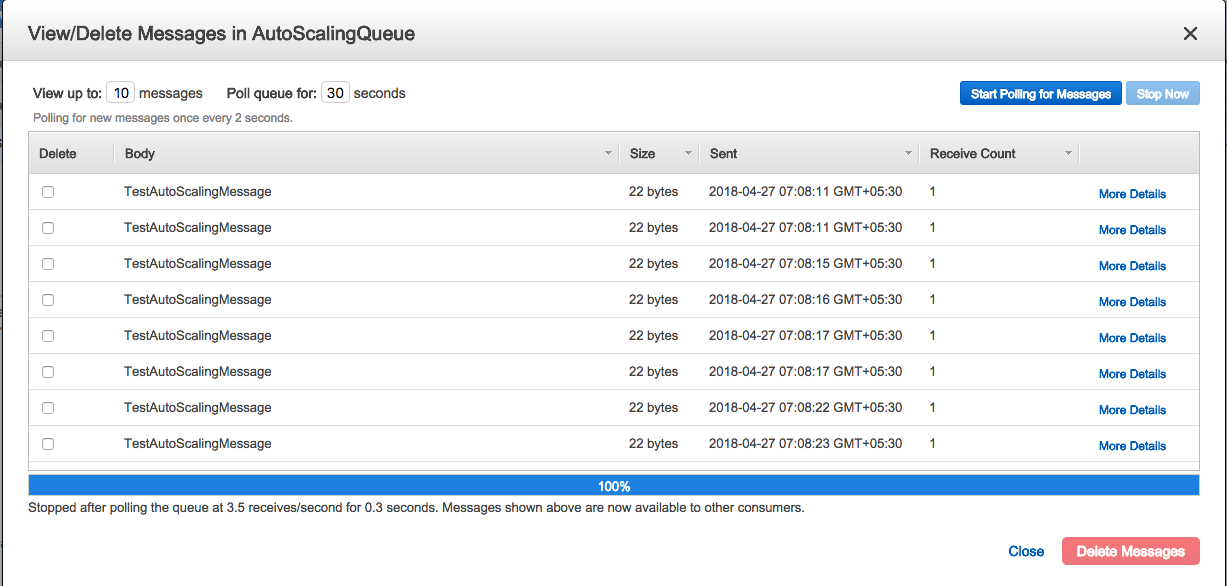 View/Delete Messages in AutoScalingQueue
View up to: 10 messages Poll queue for: 30 seconds Start Polling for Messages Stop Now
Polling for new messages once every 2 seconds.
Delete Body Size Sent Receive Count
TestAutoScalingMessage 22 bytes 2018-04-27 07:08:11 GMT+05:30 1 More Details
TestAutoScalingMessage 22 bytes 2018-04-27 07:08:11 GMT+05:30 1 More Details
TestAutoScalingMessage 22 bytes 2018-04-27 07:08:15 GMT+05:30 1 More Details
TestAutoScalingMessage 22 bytes 2018-04-27 07:08:16 GMT+05:30 1 More Details
TestAutoScalingMessage 22 bytes 2018-04-27 07:08:17 GMT+05:30 1 More Details
TestAutoScalingMessage 22 bytes 2018-04-27 07:08:17 GMT+05:30 1 More Details
TestAutoScalingMessage 22 bytes 2018-04-27 07:08:22 GMT+05:30 1 More Details
TestAutoScalingMessage 22 bytes 2018-04-27 07:08:23 GMT+05:30 1 More Details
100%
Stopped after polling the queue at 3.5 receives/second for 0.3 seconds. Messages shown above are now available to other consumers.
Close Delete Messages